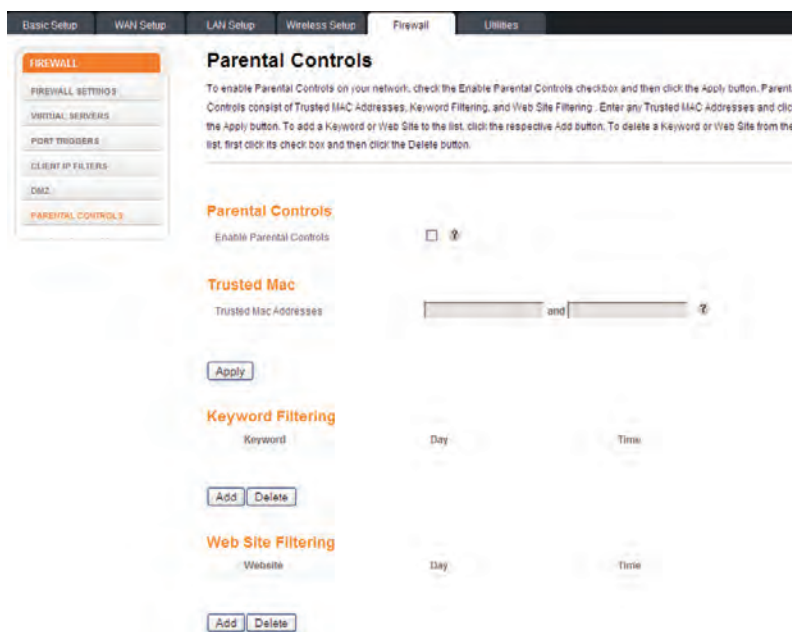 Basic Setup WAN Setup LAN Setup Wireless Setup Firewall Utilities
FIREWALL
FIREWALL SETTINGS
VIRTUAL SERVERS
PORT TRIGGERS
CLIENT IP FILTERS
DMZ
PARENTAL CONTROLS
Parental Controls
To enable Parental Controls on your network, check the Enable Parental Controls checkbox and then click the Apply button. Parent
Controls consist of Trusted MAC Addresses, Keyword Filtering, and Web Site Filtering . Enter any Trusted MAC Addresses and clic
the Apply button. To add a Keyword or Web Site to the list, click the respective Add button. To delete a Keyword or Web Site from the
list, first click its check box and then click the Delete button.
Parental Controls
Enable Parental Controls ?
Trusted Mac
Trusted Mac Addresses and ?
Apply
Keyword Filtering
Keyword Day Time
Add Delete
Web Site Filtering
Website Day Time
Add Delete